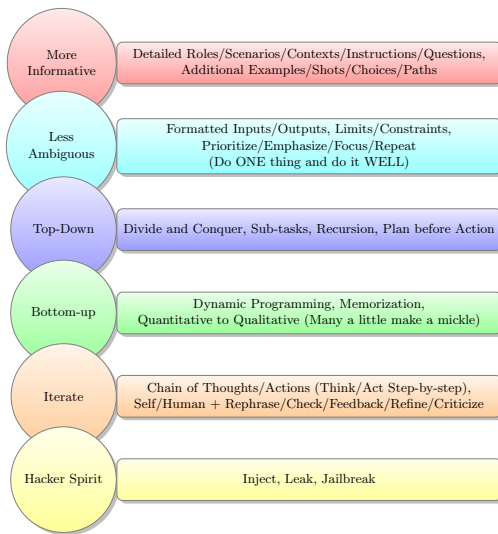 More
Informative
Detailed Roles/Scenarios/Contexts/Instructions/Questions,
Additional Examples/Shots/Choices/Paths
Less
Ambiguous
Formatted Inputs/Outputs, Limits/Constraints,
Prioritize/Emphasize/Focus/Repeat
(Do ONE thing and do it WELL)
Top-Down
Divide and Conquer, Sub-tasks, Recursion, Plan before Action
Bottom-up
Dynamic Programming, Memorization,
Quantitative to Qualitative (Many a little make a mickle)
Iterate
Chain of Thoughts/Actions (Think/Act Step-by-step),
Self/Human + Rephrase/Check/Feedback/Refine/Criticize
Hacker Spirit
Inject, Leak, Jailbreak